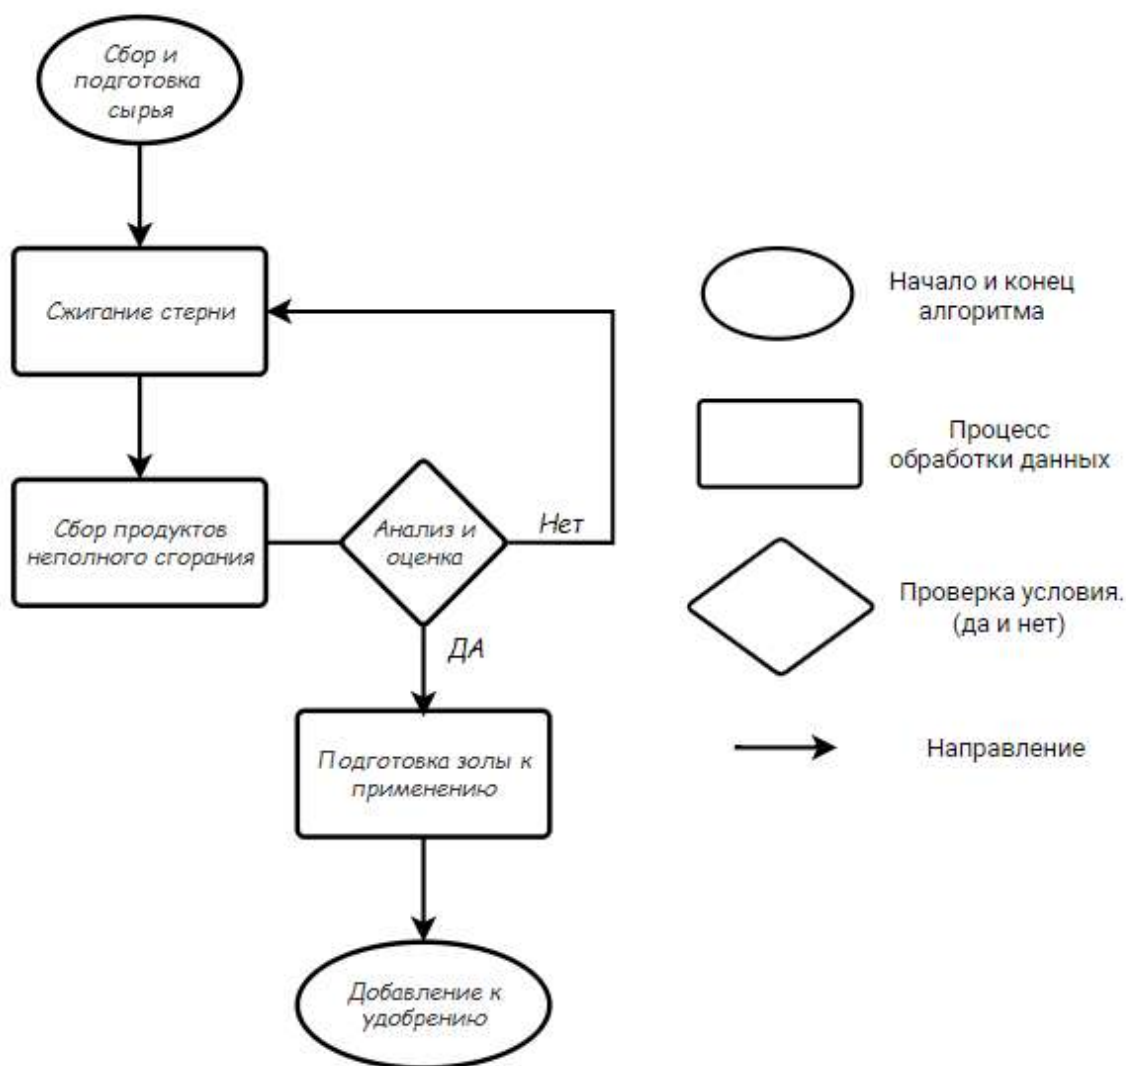 Сбор и
подготовка
сырья
Сжигание стерни
Сбор продуктов
неполного сгорания
Анализ и
оценка
Нет
ДА
Подготовка золы к
применению
Добавление к
удобрению
Начало и конец
алгоритма
Процесс
обработки данных
Проверка условия.
(да и нет)
Направление